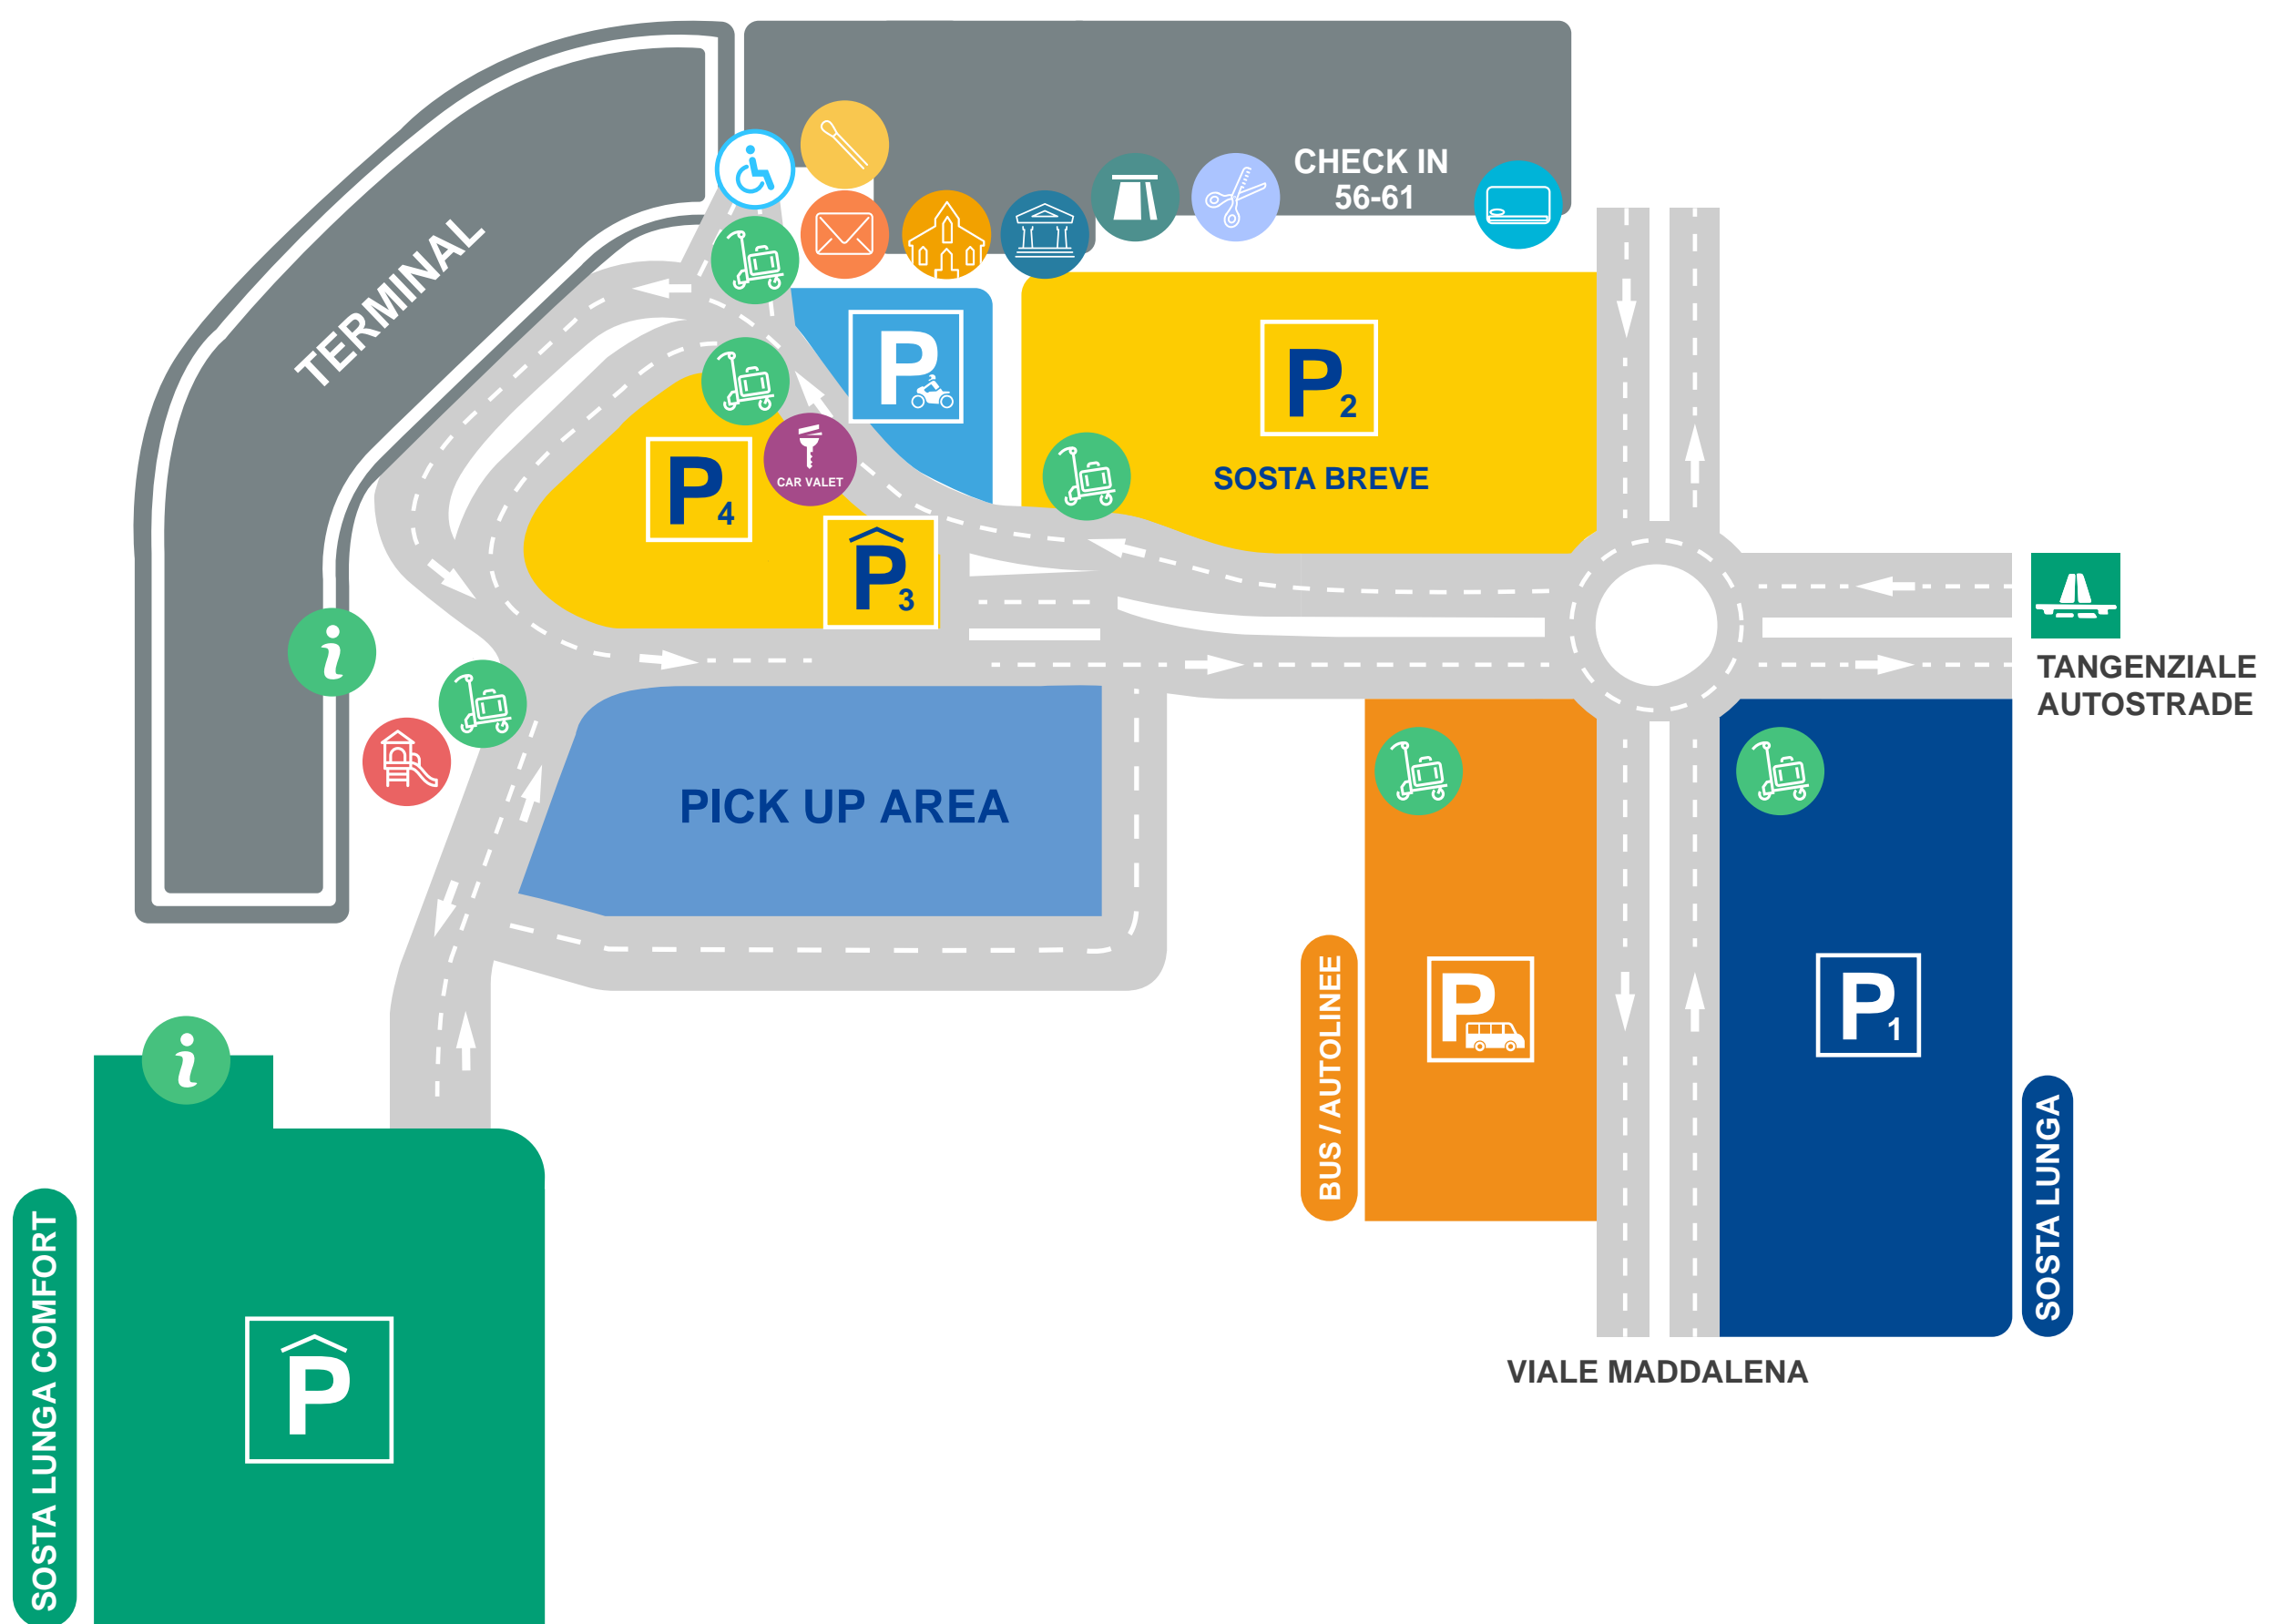 CHECK IN
56-61
TERMINAL
P
P2
SOSTA BREVE
P4
CAR VALET
P3
TANGENZIALE
AUTOSTRADE
PICK UP AREA
BUS / AUTOLINEE
P
P1
SOSTA LUNGA
VIALE MADDALENA
SOSTA LUNGA COMFORT
P